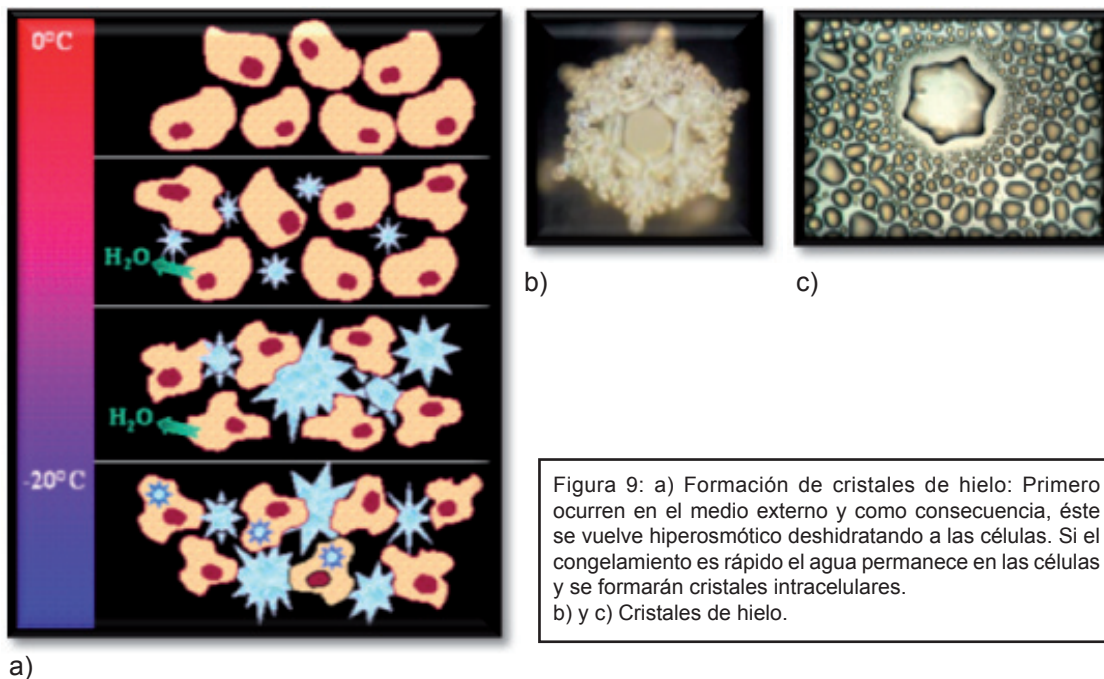 0°C
H₂O
H₂O
-20°C
a)
b)
c)
Figura 9: a) Formación de cristales de hielo: Primero
ocurren en el medio externo y como consecuencia, éste
se vuelve hiperosmótico deshidratando a las células. Si el
congelamiento es rápido el agua permanece en las células
y se formarán cristales intracelulares.
b) y c) Cristales de hielo.